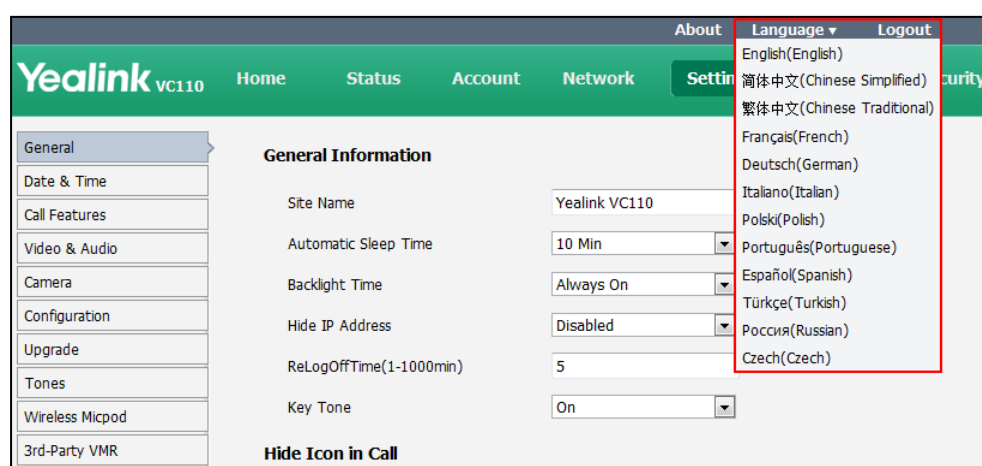 About Language ▾ Logout
Yealink VC110 Home Status Account Network Settin curity
English(English)
简体中文(Chinese Simplified)
繁体中文(Chinese Traditional)
Français(French)
Deutsch(German)
Italiano(Italian)
Polski(Polish)
Português(Portuguese)
Español(Spanish)
Türkçe(Turkish)
Россия(Russian)
Czech(Czech)
General
Date & Time
Call Features
Video & Audio
Camera
Configuration
Upgrade
Tones
Wireless Micpod
3rd-Party VMR
General Information
Site Name Yealink VC110
Automatic Sleep Time 10 Min
Backlight Time Always On
Hide IP Address Disabled
ReLogOffTime(1-1000min) 5
Key Tone On
Hide Icon in Call